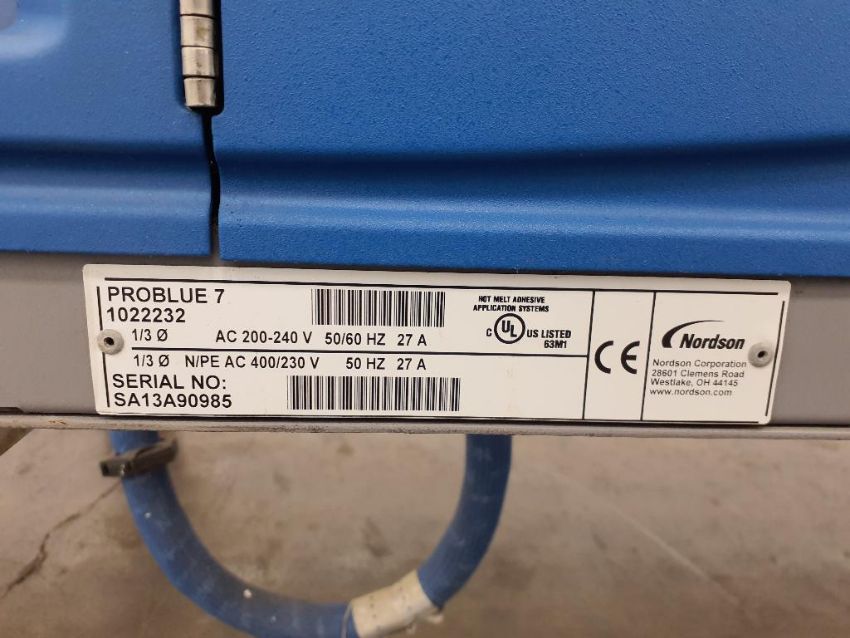 PROBLUE 7
1022232
1/3 Ø AC 200-240 V 50/60 HZ 27 A
1/3 Ø N/PE AC 400/230 V 50 HZ 27 A
SERIAL NO:
SA13A90985
HOT MELT ADHESIVE
APPLICATION SYSTEMS
C UL US LISTED
63M1
CE
Nordson
Nordson Corporation
28601 Clemens Road
Westlake, OH 44145
www.nordson.com